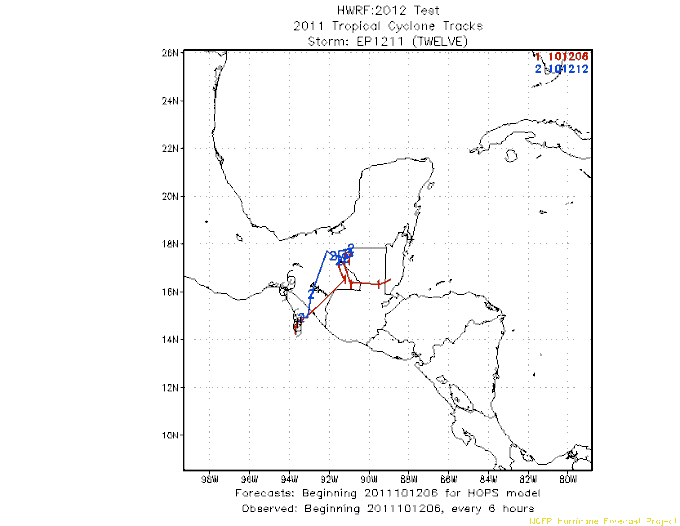 HWRF:2012 Test
2011 Tropical Cyclone Tracks
Storm: EP1211 (TWELVE)
1 101206
2 101212
26N
24N
22N
20N
18N
16N
14N
12N
10N
98W 96W 94W 92W 90W 88W 86W 84W 82W 80W
Forecasts: Beginning 2011101206 for HOPS model
Observed: Beginning 2011101206, every 6 hours
HCFP Hurricane Forecast Project